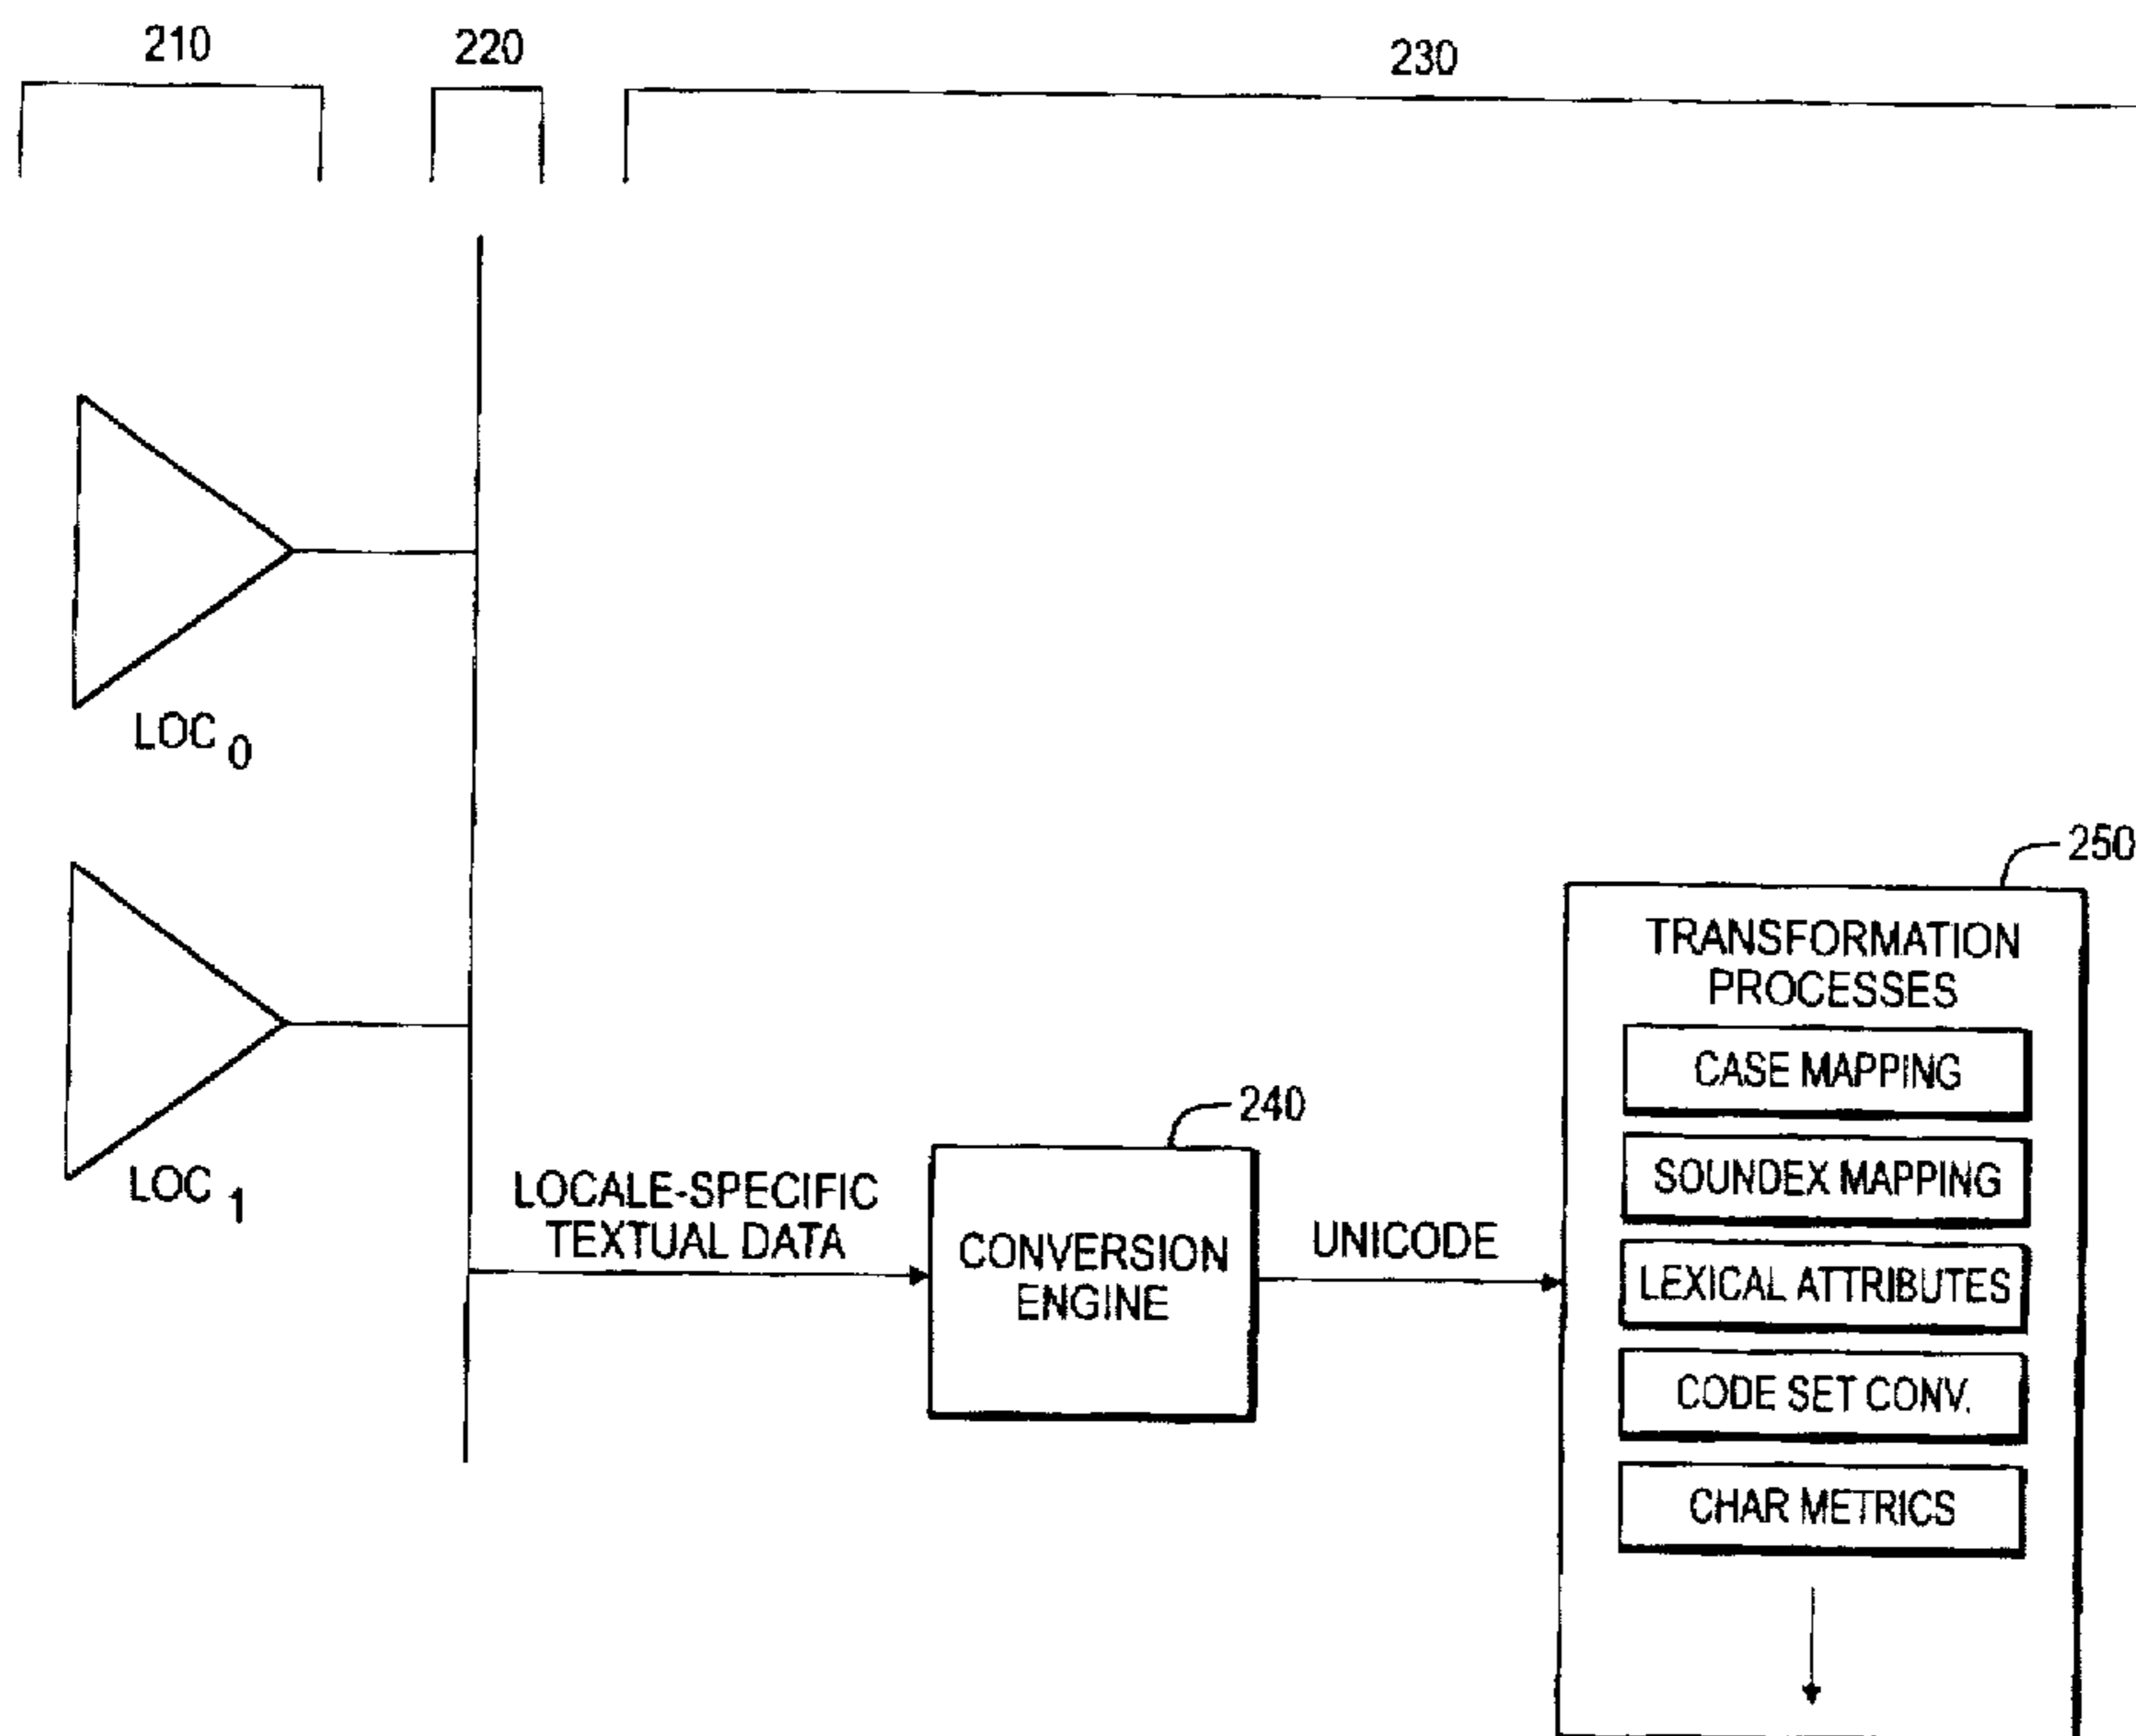 210
220
230
LOC 0
LOC 1
LOCALE-SPECIFIC
TEXTUAL DATA
240
CONVERSION
ENGINE
UNICODE
250
TRANSFORMATION
PROCESSES
CASE MAPPING
SOUNDEX MAPPING
LEXICAL ATTRIBUTES
CODE SET CONV.
CHAR METRICS